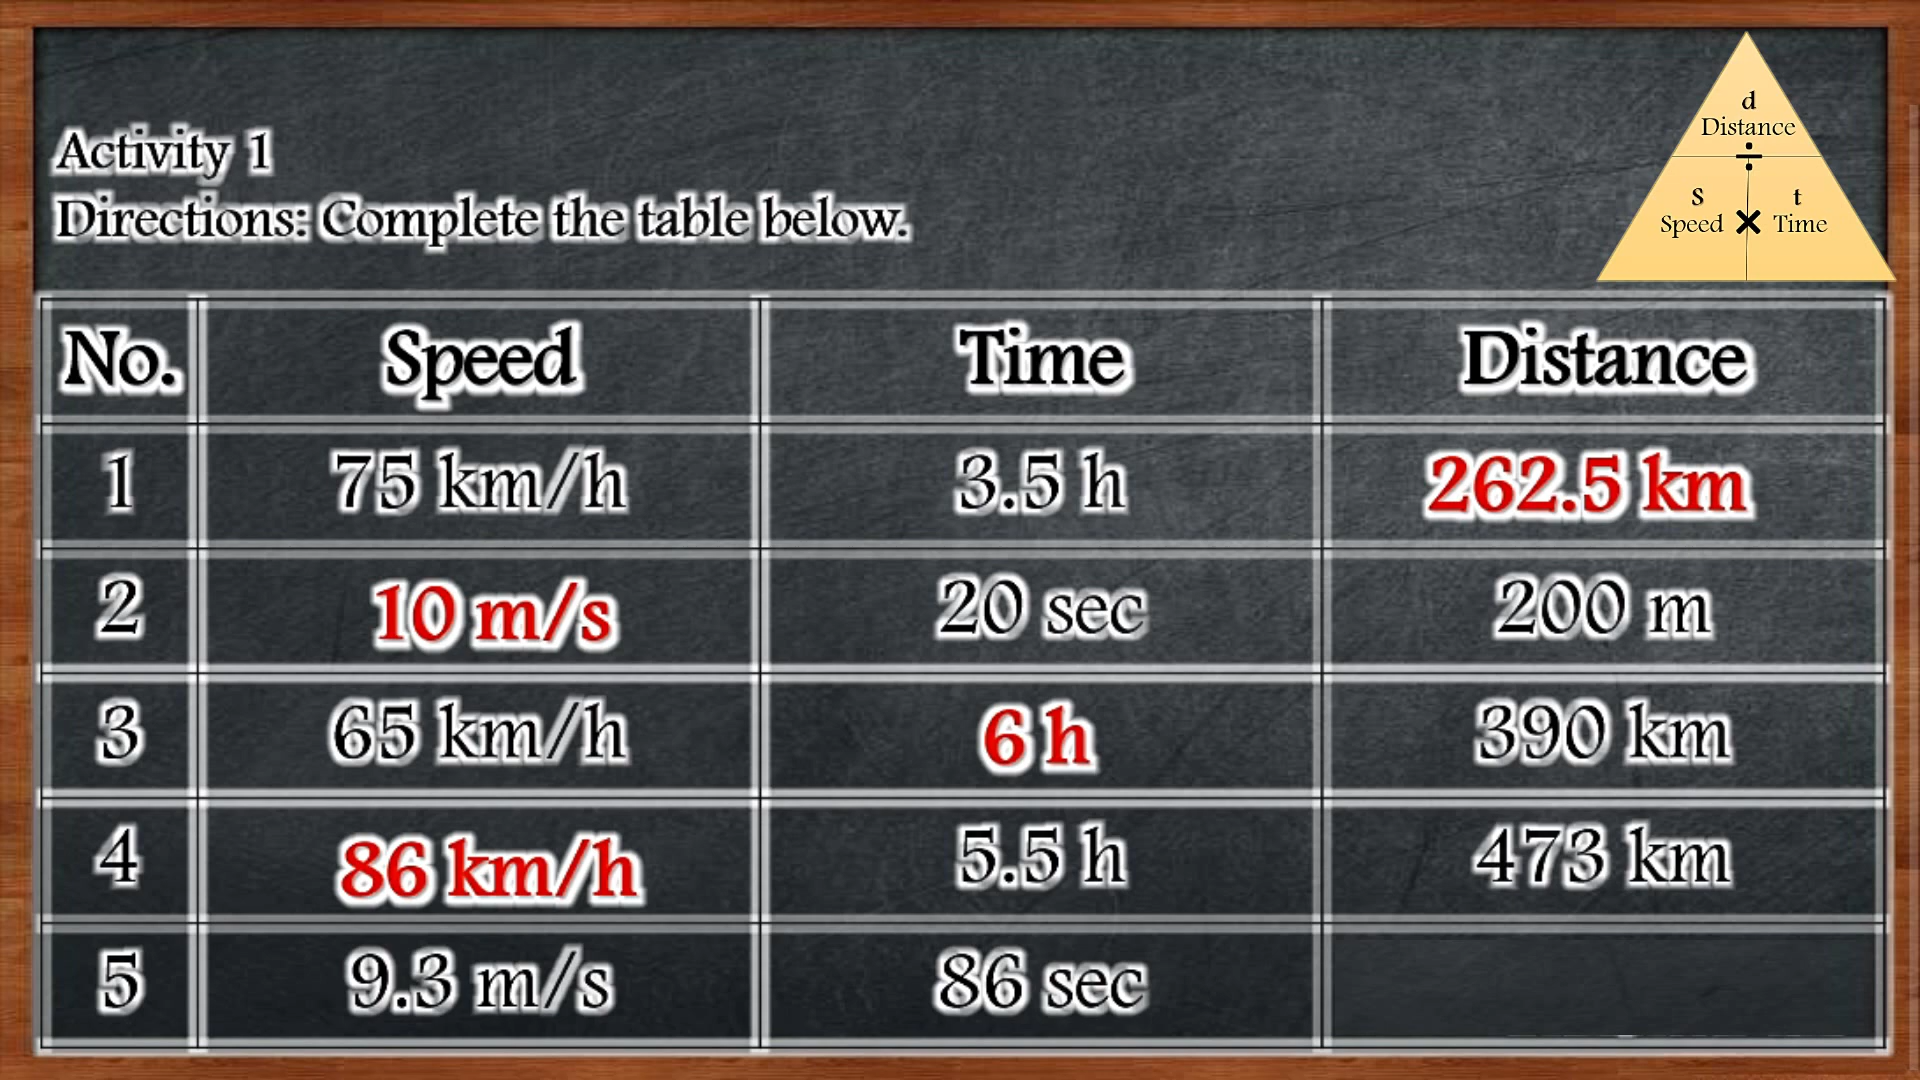 d
Distance
÷
s t
Speed × Time
Activity 1
Directions: Complete the table below.
No. Speed Time Distance
1 75 km/h 3.5 h 262.5 km
2 10 m/s 20 sec 200 m
3 65 km/h 6 h 390 km
4 86 km/h 5.5 h 473 km
5 9.3 m/s 86 sec